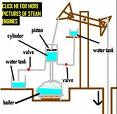 CLICK ME FOR MORE
PICTURES OF STEAM
ENGINES
piston
cylinder
valve
water tank
water tank
valve
valve
boiler